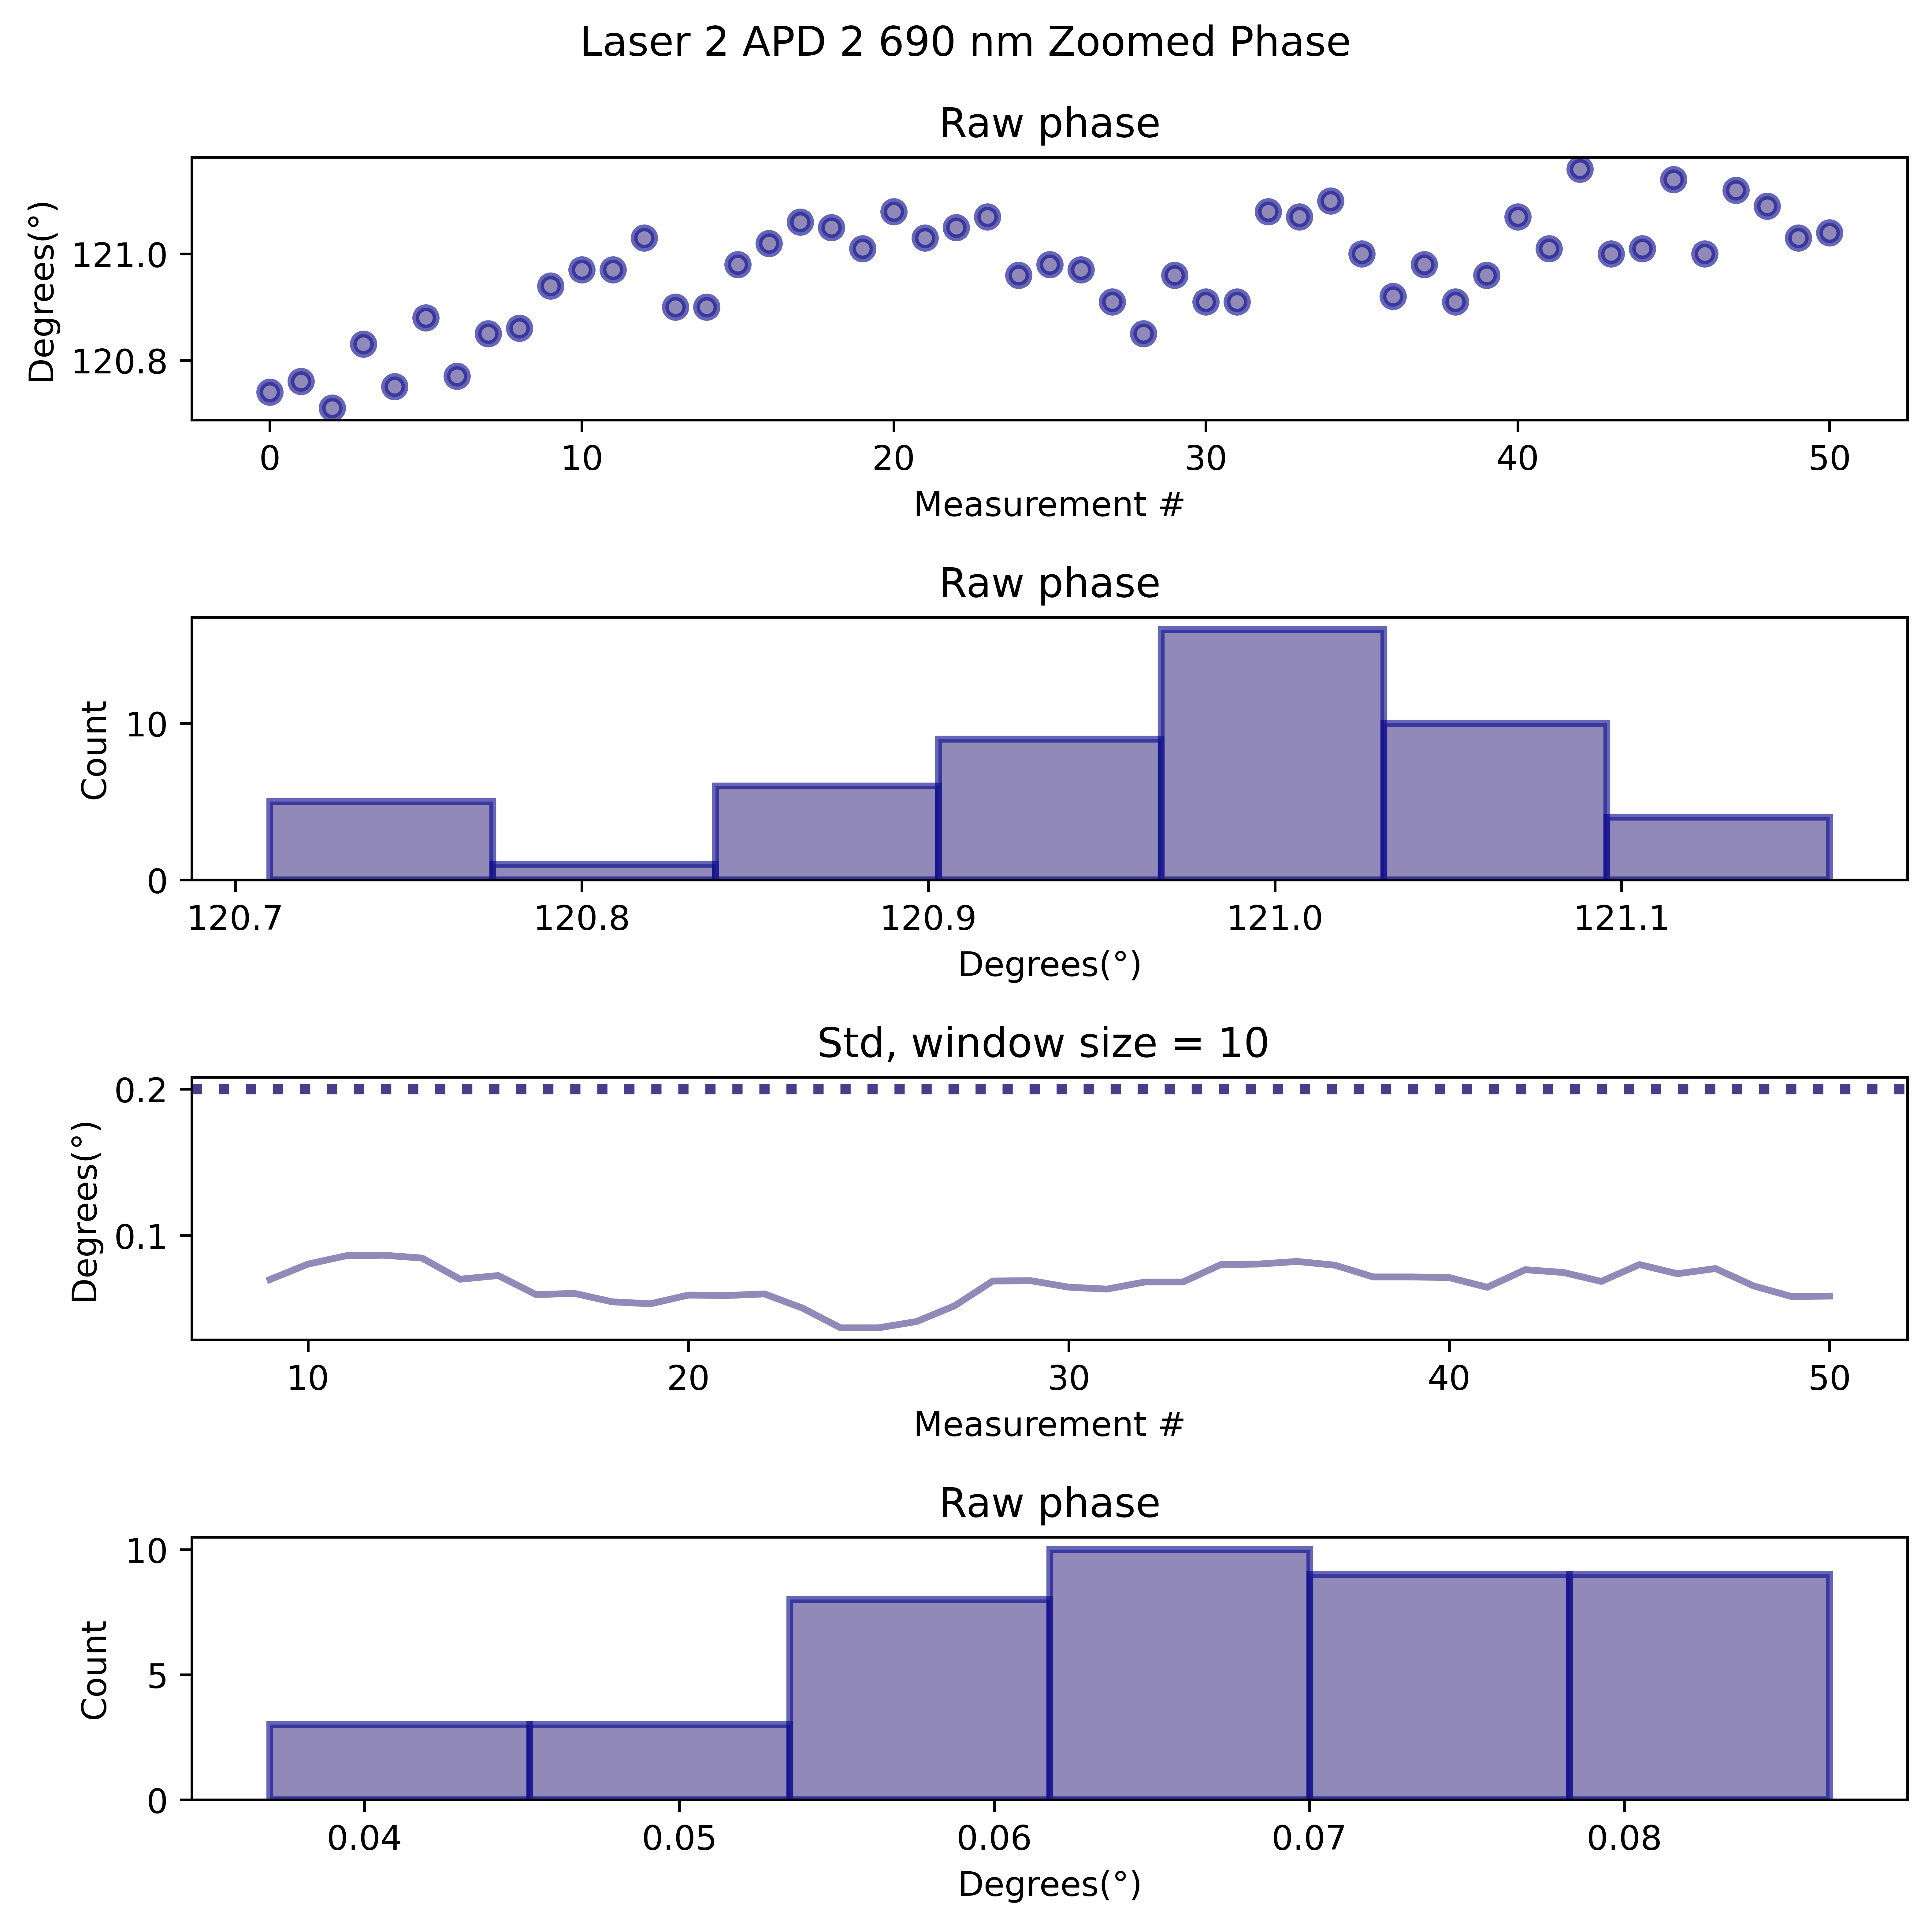 Laser 2 APD 2 690 nm Zoomed Phase
Raw phase
Degrees(°)
121.0
120.8
0 10 20 30 40 50
Measurement #
Raw phase
Count
10
0
120.7 120.8 120.9 121.0 121.1
Degrees(°)
Std, window size = 10
Degrees(°)
0.2
0.1
10 20 30 40 50
Measurement #
Raw phase
Count
10
5
0
0.04 0.05 0.06 0.07 0.08
Degrees(°)